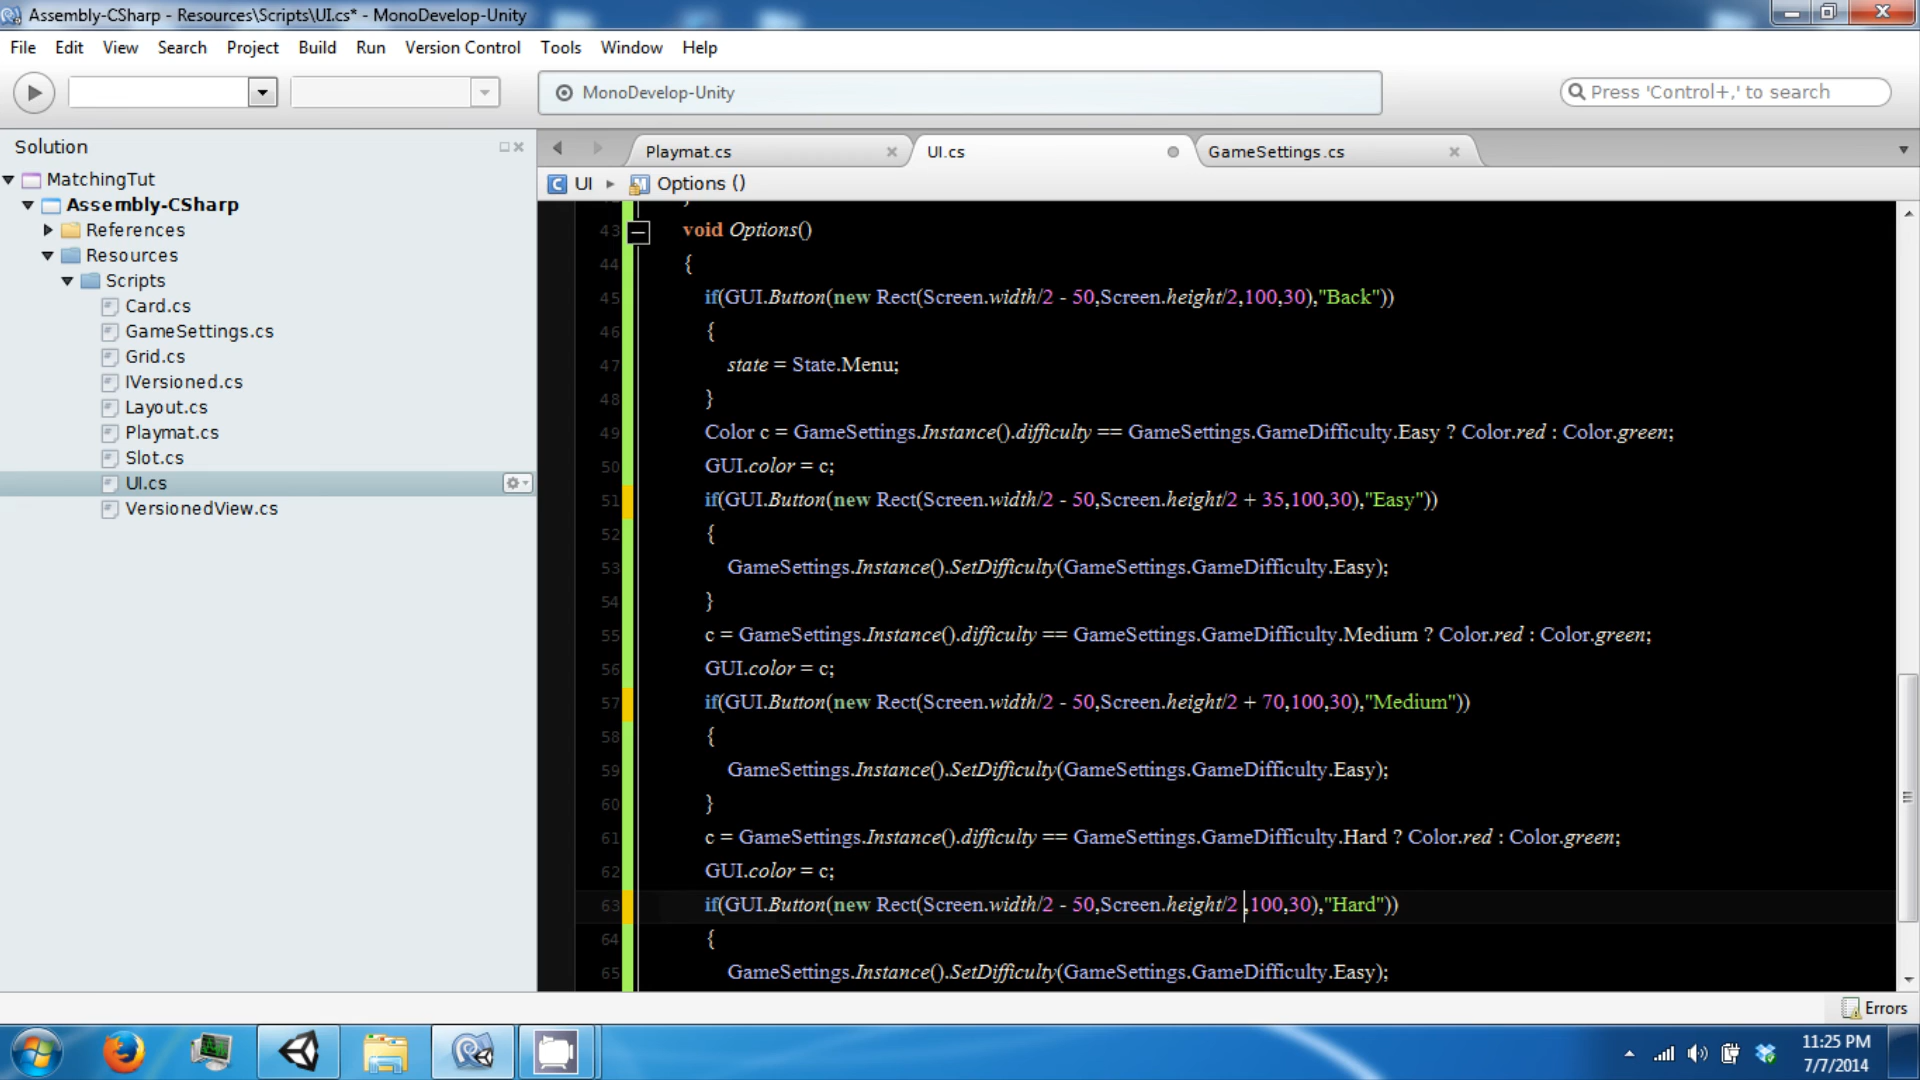 Assembly-CSharp - Resources\Scripts\UI.cs* - MonoDevelop-Unity
File Edit View Search Project Build Run Version Control Tools Window Help
MonoDevelop-Unity
Press 'Control+,' to search
Solution
MatchingTut
Assembly-CSharp
References
Resources
Scripts
Card.cs
GameSettings.cs
Grid.cs
IVersioned.cs
Layout.cs
Playmat.cs
Slot.cs
UI.cs
VersionedView.cs
Playmat.cs UI.cs GameSettings.cs
UI Options ()
43 void Options()
44 {
45 if(GUI.Button(new Rect(Screen.width/2 - 50,Screen.height/2,100,30),"Back"))
46 {
47 state = State.Menu;
48 }
49 Color c = GameSettings.Instance().difficulty == GameSettings.GameDifficulty.Easy ? Color.red : Color.green;
50 GUI.color = c;
51 if(GUI.Button(new Rect(Screen.width/2 - 50,Screen.height/2 + 35,100,30),"Easy"))
52 {
53 GameSettings.Instance().SetDifficulty(GameSettings.GameDifficulty.Easy);
54 }
55 c = GameSettings.Instance().difficulty == GameSettings.GameDifficulty.Medium ? Color.red : Color.green;
56 GUI.color = c;
57 if(GUI.Button(new Rect(Screen.width/2 - 50,Screen.height/2 + 70,100,30),"Medium"))
58 {
59 GameSettings.Instance().SetDifficulty(GameSettings.GameDifficulty.Easy);
60 }
61 c = GameSettings.Instance().difficulty == GameSettings.GameDifficulty.Hard ? Color.red : Color.green;
62 GUI.color = c;
63 if(GUI.Button(new Rect(Screen.width/2 - 50,Screen.height/2 ,100,30),"Hard"))
64 {
65 GameSettings.Instance().SetDifficulty(GameSettings.GameDifficulty.Easy);
Errors
11:25 PM
7/7/2014